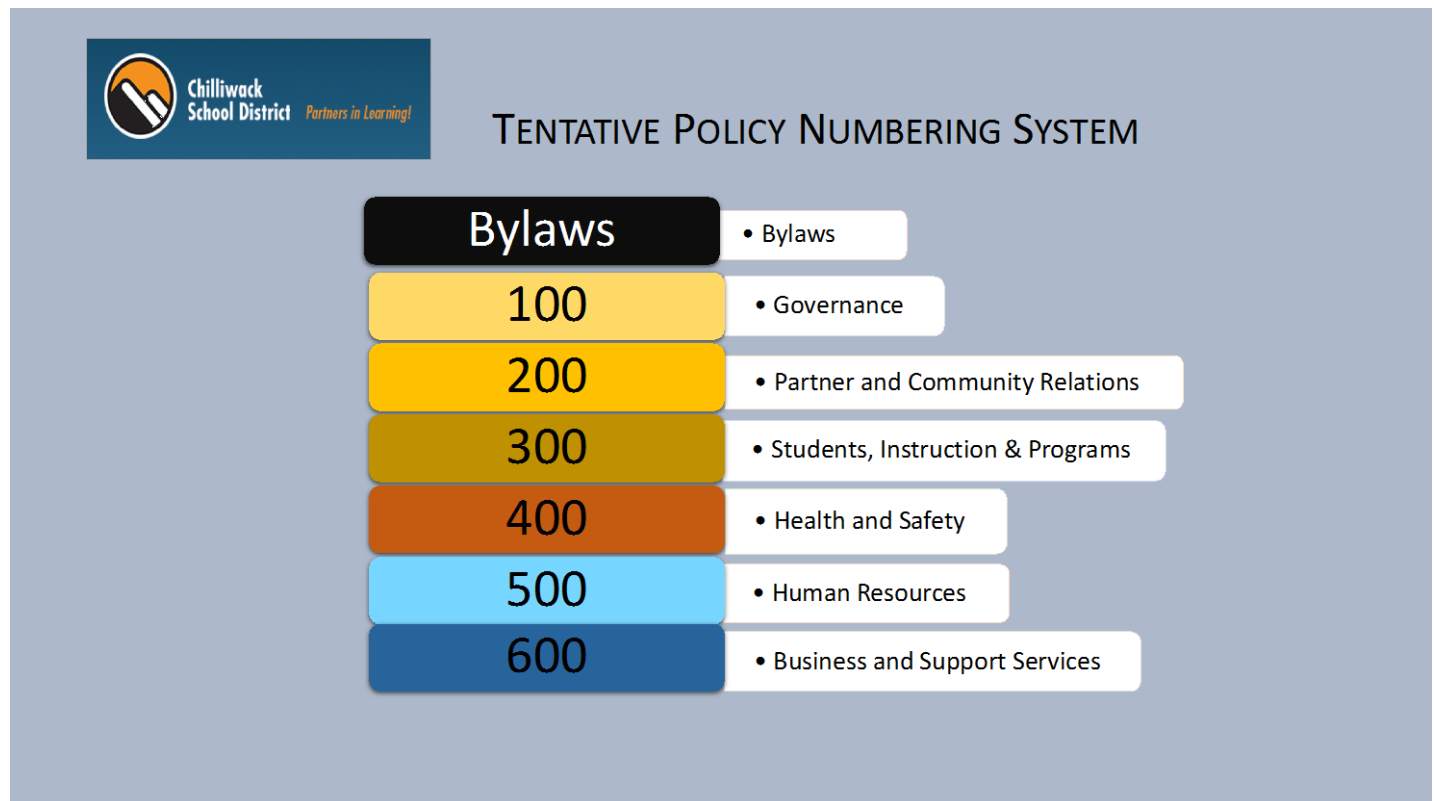 Chilliwack
School District Partners in Learning!
TENTATIVE POLICY NUMBERING SYSTEM
Bylaws
• Bylaws
100
• Governance
200
• Partner and Community Relations
300
• Students, Instruction & Programs
400
• Health and Safety
500
• Human Resources
600
• Business and Support Services